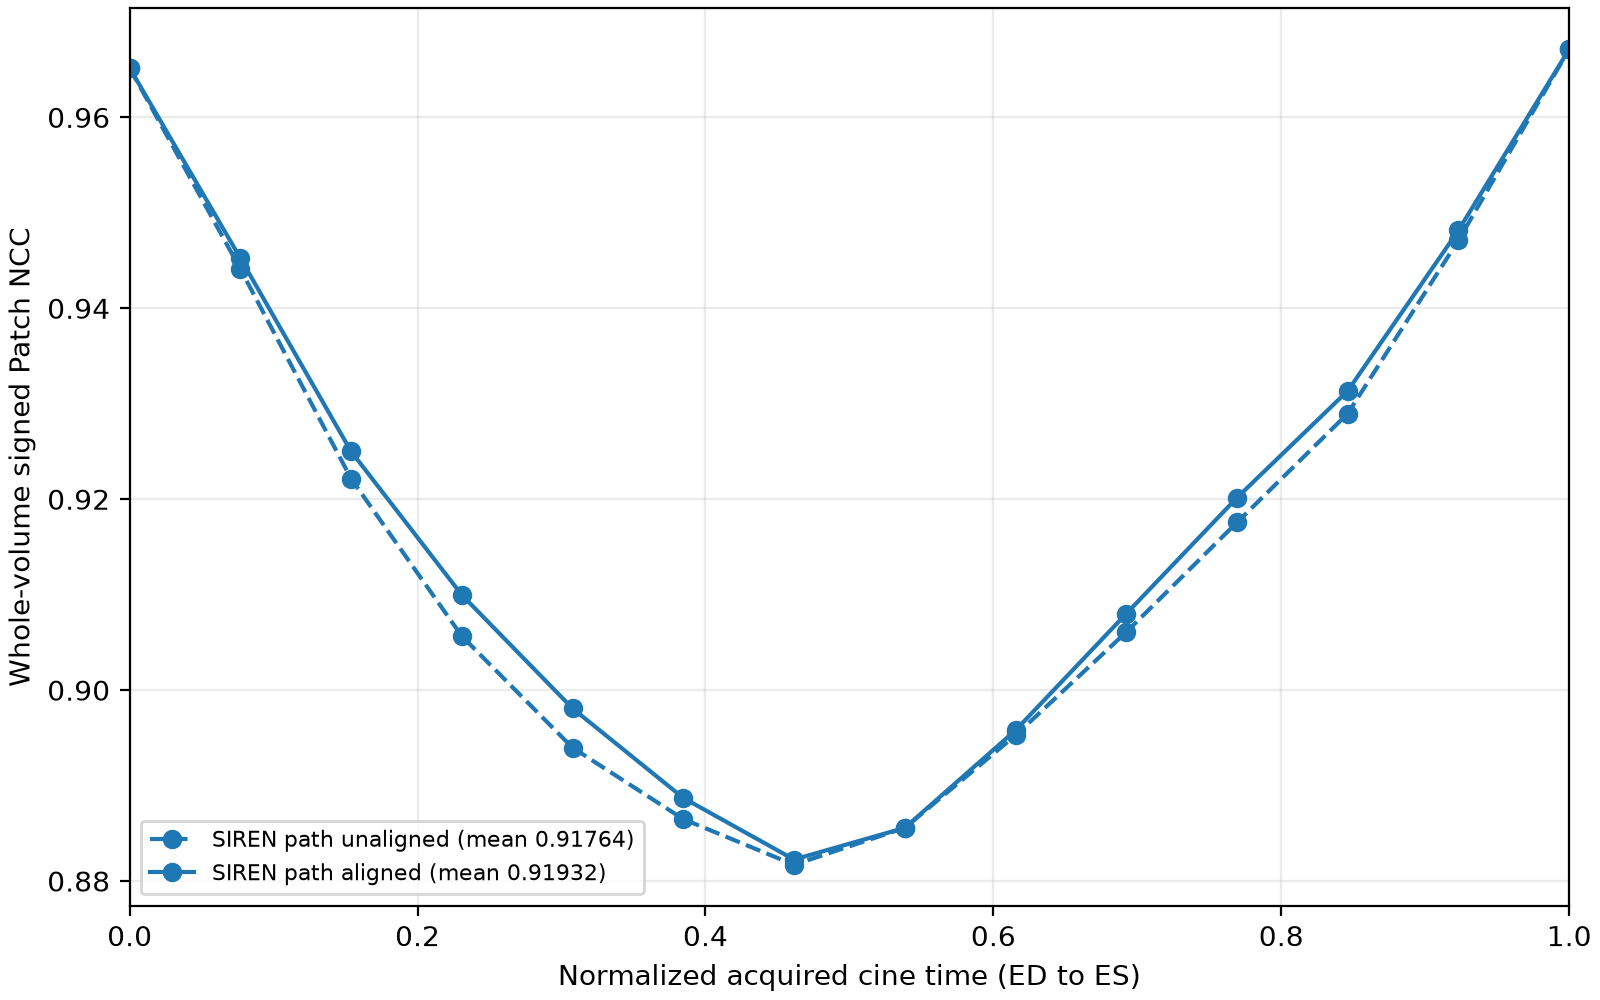 Whole-volume signed Patch NCC
0.96
0.94
0.92
0.90
0.88
SIREN path unaligned (mean 0.91764)
SIREN path aligned (mean 0.91932)
0.0 0.2 0.4 0.6 0.8 1.0
Normalized acquired cine time (ED to ES)